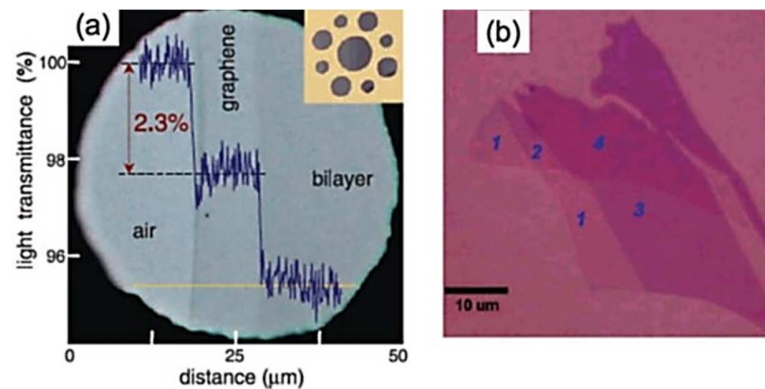 (a)
light transmittance (%)
100
98
96
2.3%
graphene
air
bilayer
0
25
50
distance (μm)
(b)
1
2
4
1
3
10 um